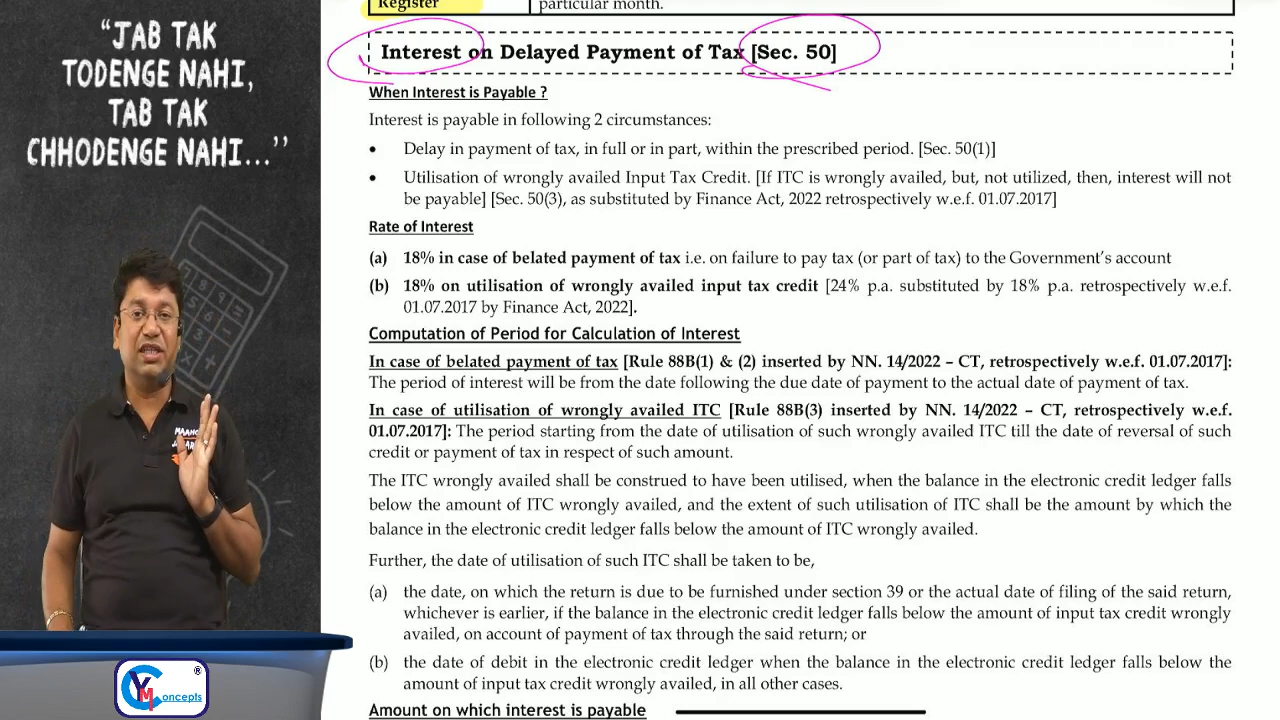 “JAB TAK
TODENGE NAHI,
TAB TAK
CHHODENGE NAHI...’’
Register
particular month.
Interest on Delayed Payment of Tax [Sec. 50]
When Interest is Payable ?
Interest is payable in following 2 circumstances:
• Delay in payment of tax, in full or in part, within the prescribed period. [Sec. 50(1)]
• Utilisation of wrongly availed Input Tax Credit. [If ITC is wrongly availed, but, not utilized, then, interest will not
be payable] [Sec. 50(3), as substituted by Finance Act, 2022 retrospectively w.e.f. 01.07.2017]
Rate of Interest
(a) 18% in case of belated payment of tax i.e. on failure to pay tax (or part of tax) to the Government’s account
(b) 18% on utilisation of wrongly availed input tax credit [24% p.a. substituted by 18% p.a. retrospectively w.e.f.
01.07.2017 by Finance Act, 2022].
Computation of Period for Calculation of Interest
In case of belated payment of tax [Rule 88B(1) & (2) inserted by NN. 14/2022 – CT, retrospectively w.e.f. 01.07.2017]:
The period of interest will be from the date following the due date of payment to the actual date of payment of tax.
In case of utilisation of wrongly availed ITC [Rule 88B(3) inserted by NN. 14/2022 – CT, retrospectively w.e.f.
01.07.2017]: The period starting from the date of utilisation of such wrongly availed ITC till the date of reversal of such
credit or payment of tax in respect of such amount.
The ITC wrongly availed shall be construed to have been utilised, when the balance in the electronic credit ledger falls
below the amount of ITC wrongly availed, and the extent of such utilisation of ITC shall be the amount by which the
balance in the electronic credit ledger falls below the amount of ITC wrongly availed.
Further, the date of utilisation of such ITC shall be taken to be,
(a) the date, on which the return is due to be furnished under section 39 or the actual date of filing of the said return,
whichever is earlier, if the balance in the electronic credit ledger falls below the amount of input tax credit wrongly
availed, on account of payment of tax through the said return; or
(b) the date of debit in the electronic credit ledger when the balance in the electronic credit ledger falls below the
amount of input tax credit wrongly availed, in all other cases.
Amount on which interest is payable
YM Concepts ®